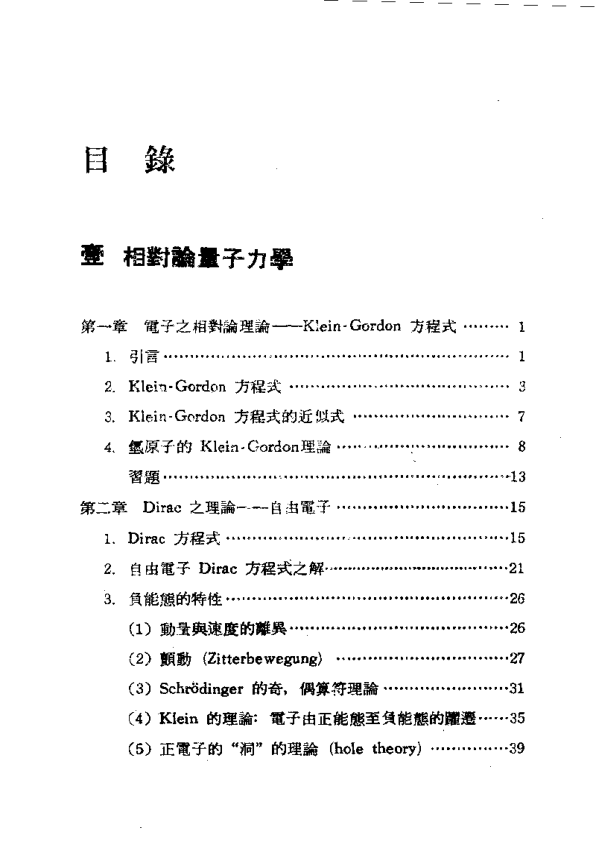 目 錄
壹 相對論量子力學
第一章 電子之相對論理論——Klein-Gordon 方程式 ········· 1
1. 引言 ········· 1
2. Klein-Gordon 方程式 ········· 3
3. Klein-Gordon 方程式的近似式 ········· 7
4. 氫原子的 Klein-Gordon理論 ········· 8
習題 ········· 13
第二章 Dirac 之理論——自由電子 ········· 15
1. Dirac 方程式 ········· 15
2. 自由電子 Dirac 方程式之解 ········· 21
3. 負能態的特性 ········· 26
(1) 動量與速度的離異 ········· 26
(2) 顫動 (Zitterbewegung) ········· 27
(3) Schrödinger 的奇, 偶算符理論 ········· 31
(4) Klein 的理論: 電子由正能態至負能態的躍遷 ······ 35
(5) 正電子的 “洞” 的理論 (hole theory) ········· 39